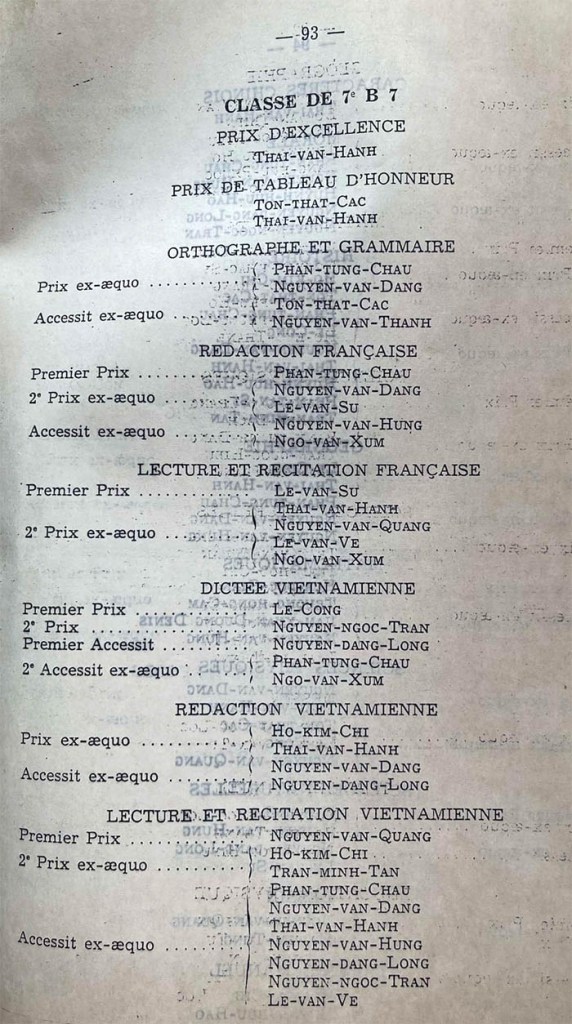 — 93 —
CLASSE DE 7e B 7
PRIX D'EXCELLENCE
THAI-VAN-HANH
PRIX DE TABLEAU D'HONNEUR
TON-THAT-CAC
THAI-VAN-HANH
ORTHOGRAPHE ET GRAMMAIRE
PHAN-TUNG-CHAU
Prix ex-æquo .......... NGUYEN-VAN-DANG
TON-THAT-CAC
Accessit ex-æquo ....... NGUYEN-VAN-THANH
REDACTION FRANÇAISE
Premier Prix ............ PHAN-TUNG-CHAU
2e Prix ex-æquo ........ NGUYEN-VAN-DANG
LE-VAN-SU
Accessit ex-æquo ....... NGUYEN-VAN-HUNG
NGO-VAN-XUM
LECTURE ET RECITATION FRANÇAISE
Premier Prix ............ LE-VAN-SU
THAI-VAN-HANH
2e Prix ex-æquo ........ NGUYEN-VAN-QUANG
LE-VAN-VE
NGO-VAN-XUM
DICTEE VIETNAMIENNE
Premier Prix ............ LE-CONG
2e Prix ............ NGUYEN-NGOC-TRAN
Premier Accessit ........ NGUYEN-DANG-LONG
2e Accessit ex-æquo ..... PHAN-TUNG-CHAU
NGO-VAN-XUM
REDACTION VIETNAMIENNE
Prix ex-æquo .......... HO-KIM-CHI
THAI-VAN-HANH
Accessit ex-æquo ....... NGUYEN-VAN-DANG
NGUYEN-DANG-LONG
LECTURE ET RECITATION VIETNAMIENNE
Premier Prix ............ NGUYEN-VAN-QUANG
2e Prix ex-æquo ........ HO-KIM-CHI
TRAN-MINH-TAN
PHAN-TUNG-CHAU
NGUYEN-VAN-DANG
THAI-VAN-HANH
Accessit ex-æquo ....... NGUYEN-VAN-HUNG
NGUYEN-DANG-LONG
NGUYEN-NGOC-TRAN
LE-VAN-VE